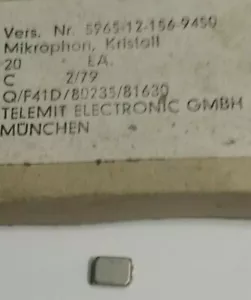 Vers. Nr. 5965-12-156-9450
Mikrophon, Kristall
20 EA.
C 2/79
Q/F41D/80235/81630
TELEMIT ELECTRONIC GMBH
MÜNCHEN